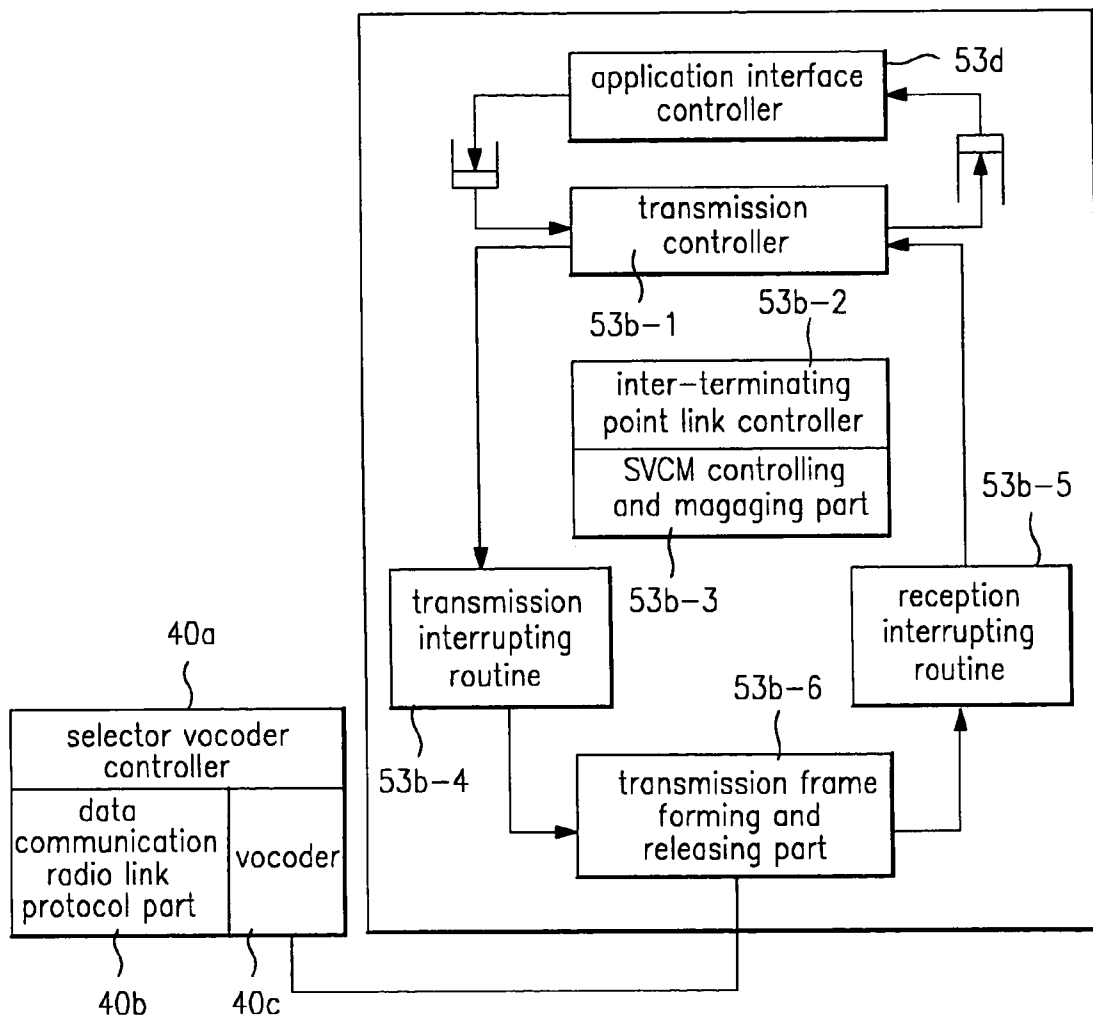 53d
application interface
controller
transmission
controller
53b-1
53b-2
inter-terminating
point link controller
SVCM controlling
and magaging part
53b-3
53b-5
transmission
interrupting
routine
reception
interrupting
routine
53b-4
53b-6
transmission frame
forming and
releasing part
40a
selector vocoder
controller
data
communication
radio link
protocol part
vocoder
40b
40c